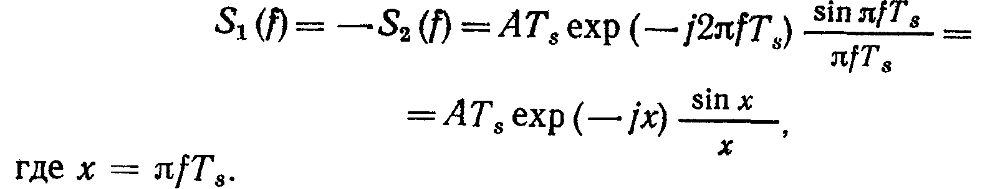 S₁(f) = —S₂(f) = ATₛ exp (—j2πfTₛ) sin πfTₛ / πfTₛ =
= ATₛ exp (—jx) sin x / x,
где x = πfTₛ.